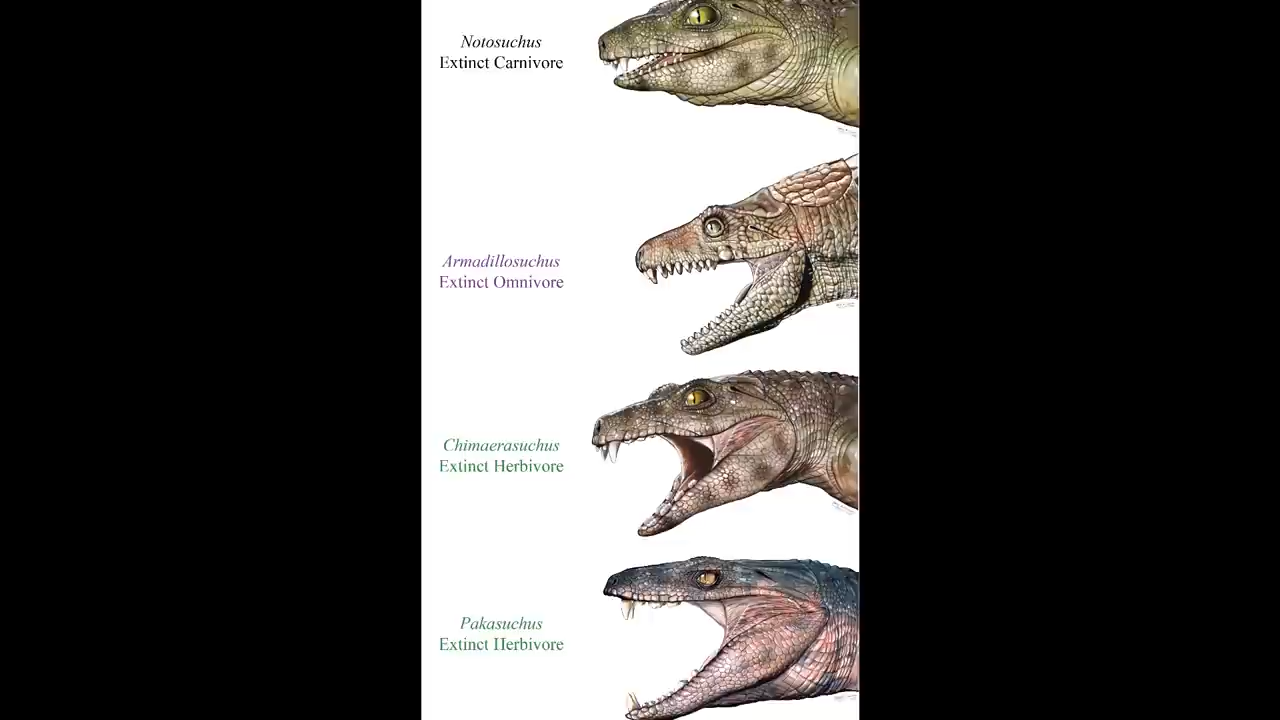 Notosuchus
Extinct Carnivore
Armadillosuchus
Extinct Omnivore
Chimaerasuchus
Extinct Herbivore
Pakasuchus
Extinct Herbivore